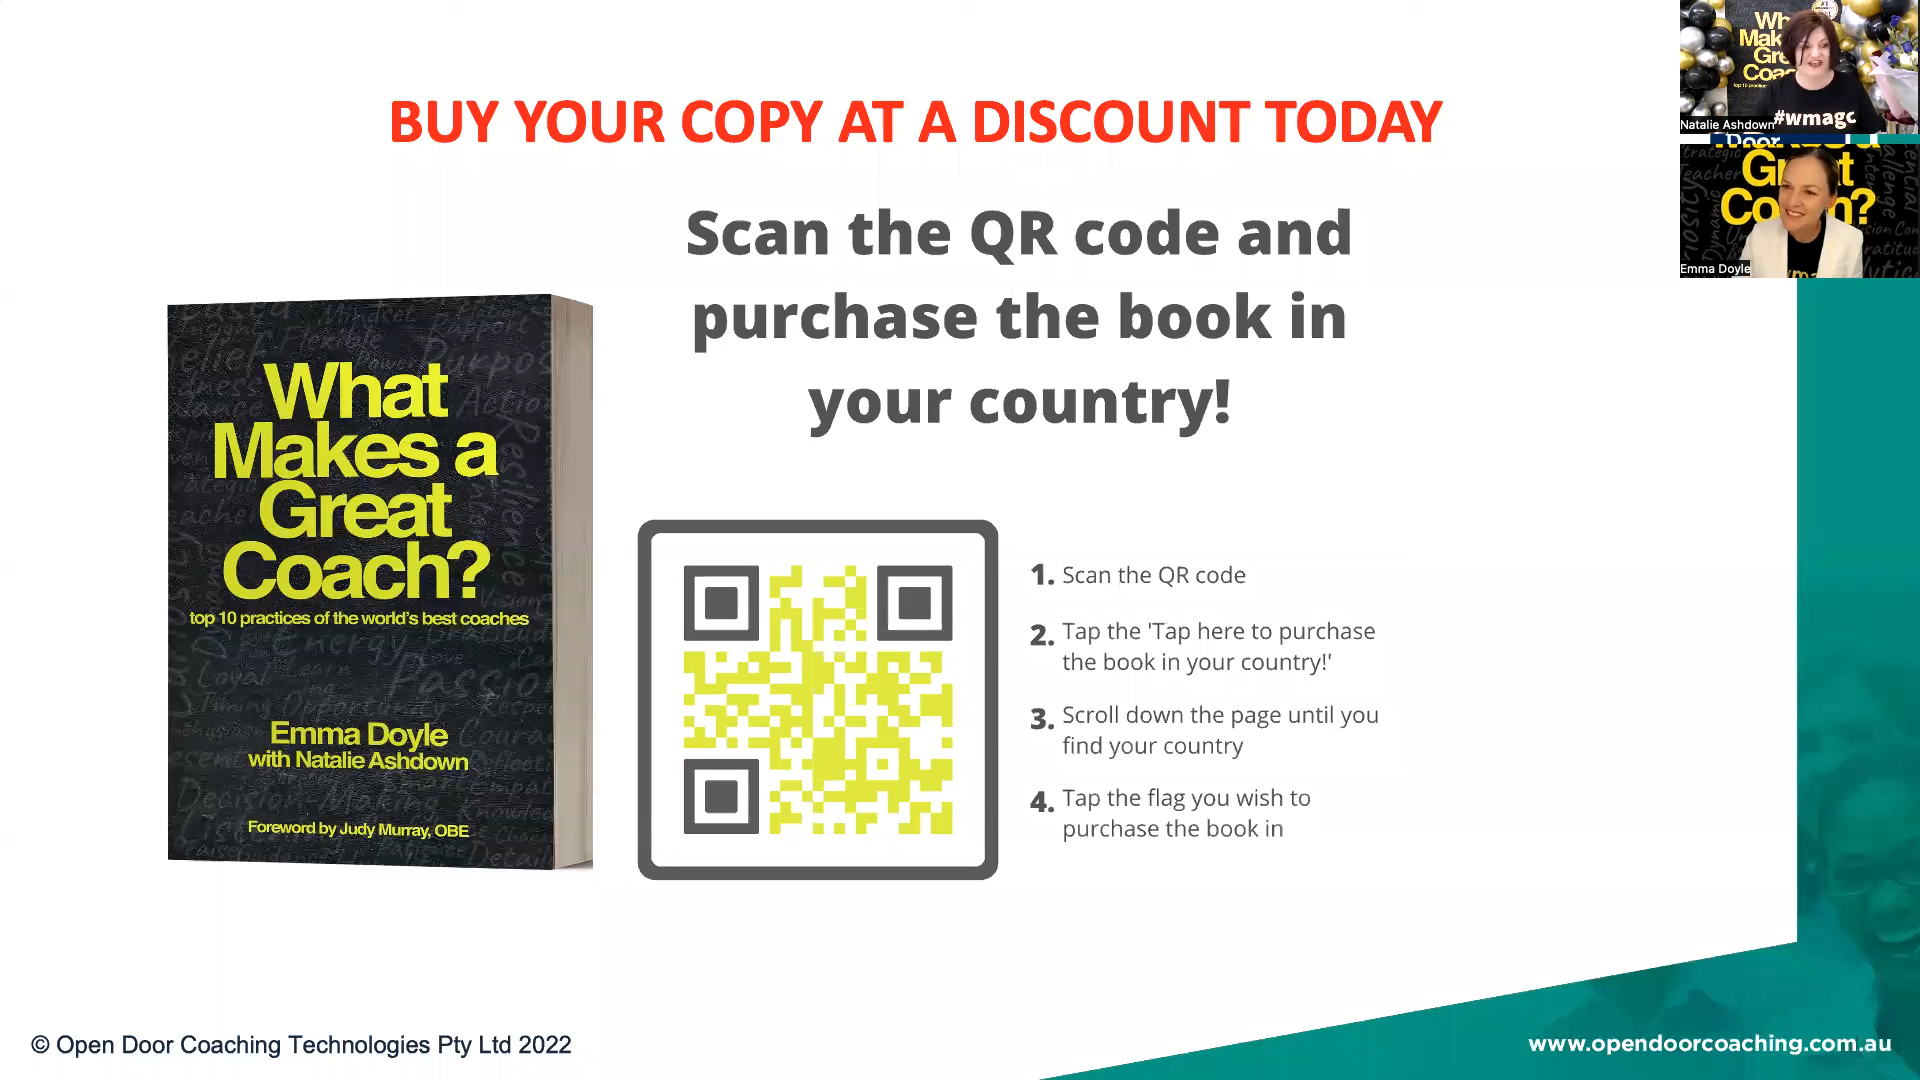 BUY YOUR COPY AT A DISCOUNT TODAY
Scan the QR code and
purchase the book in
your country!
What
Makes a
Great
Coach?
top 10 practices of the world's best coaches
Emma Doyle
with Natalie Ashdown
Foreword by Judy Murray, OBE
1. Scan the QR code
2. Tap the 'Tap here to purchase
the book in your country!'
3. Scroll down the page until you
find your country
4. Tap the flag you wish to
purchase the book in
#wmagc
Natalie Ashdown
Emma Doyle
© Open Door Coaching Technologies Pty Ltd 2022
www.opendoorcoaching.com.au